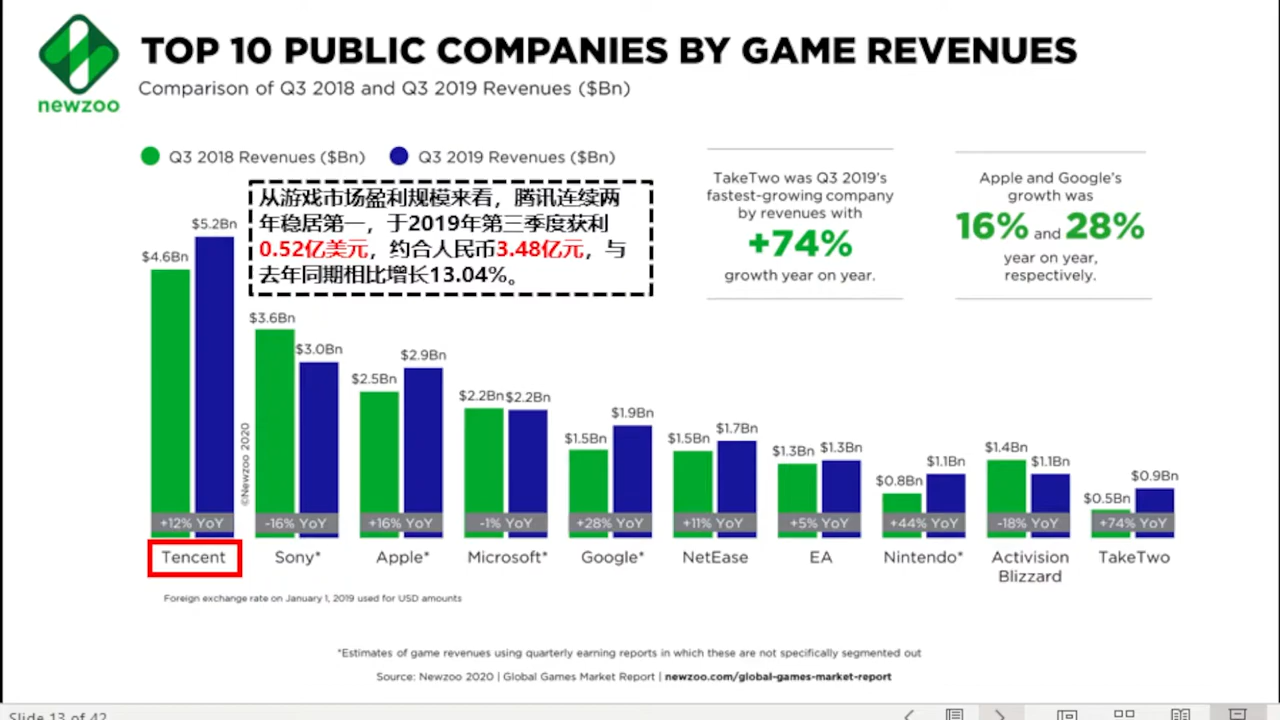 newzoo
TOP 10 PUBLIC COMPANIES BY GAME REVENUES
Comparison of Q3 2018 and Q3 2019 Revenues ($Bn)
Q3 2018 Revenues ($Bn)
Q3 2019 Revenues ($Bn)
从游戏市场盈利规模来看，腾讯连续两
年稳居第一，于2019年第三季度获利
0.52亿美元，约合人民币3.48亿元，与
去年同期相比增长13.04%。
TakeTwo was Q3 2019's
fastest-growing company
by revenues with
+74%
growth year on year.
Apple and Google's
growth was
16% and 28%
year on year,
respectively.
$4.6Bn
$5.2Bn
$3.6Bn
$3.0Bn
$2.5Bn
$2.9Bn
$2.2Bn
$2.2Bn
$1.5Bn
$1.9Bn
$1.5Bn
$1.7Bn
$1.3Bn
$1.3Bn
$0.8Bn
$1.1Bn
$1.4Bn
$1.1Bn
$0.5Bn
$0.9Bn
©Newzoo 2020
+12% YoY
-16% YoY
+16% YoY
-1% YoY
+28% YoY
+11% YoY
+5% YoY
+44% YoY
-18% YoY
+74% YoY
Tencent
Sony*
Apple*
Microsoft*
Google*
NetEase
EA
Nintendo*
Activision
Blizzard
TakeTwo
Foreign exchange rate on January 1, 2019 used for USD amounts
*Estimates of game revenues using quarterly earning reports in which these are not specifically segmented out
Source: Newzoo 2020 | Global Games Market Report | newzoo.com/global-games-market-report
Slide 13 of 42